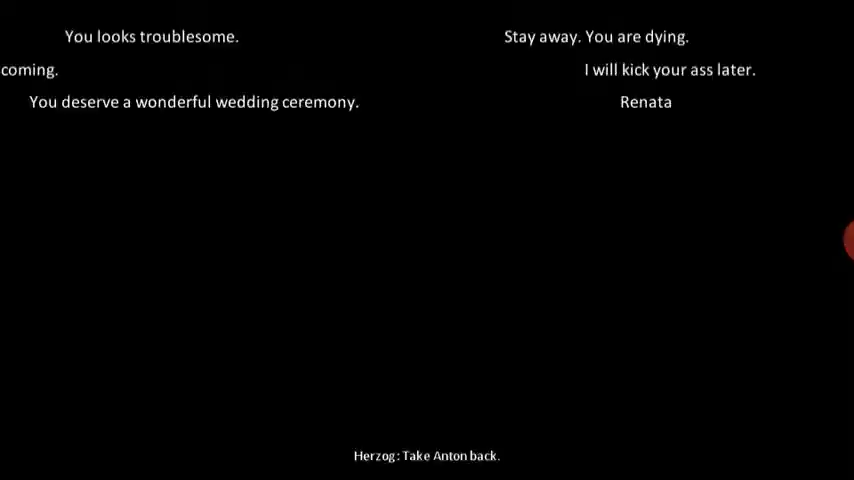 You looks troublesome. Stay away. You are dying.
coming. I will kick your ass later.
You deserve a wonderful wedding ceremony. Renata
Herzog: Take Anton back.